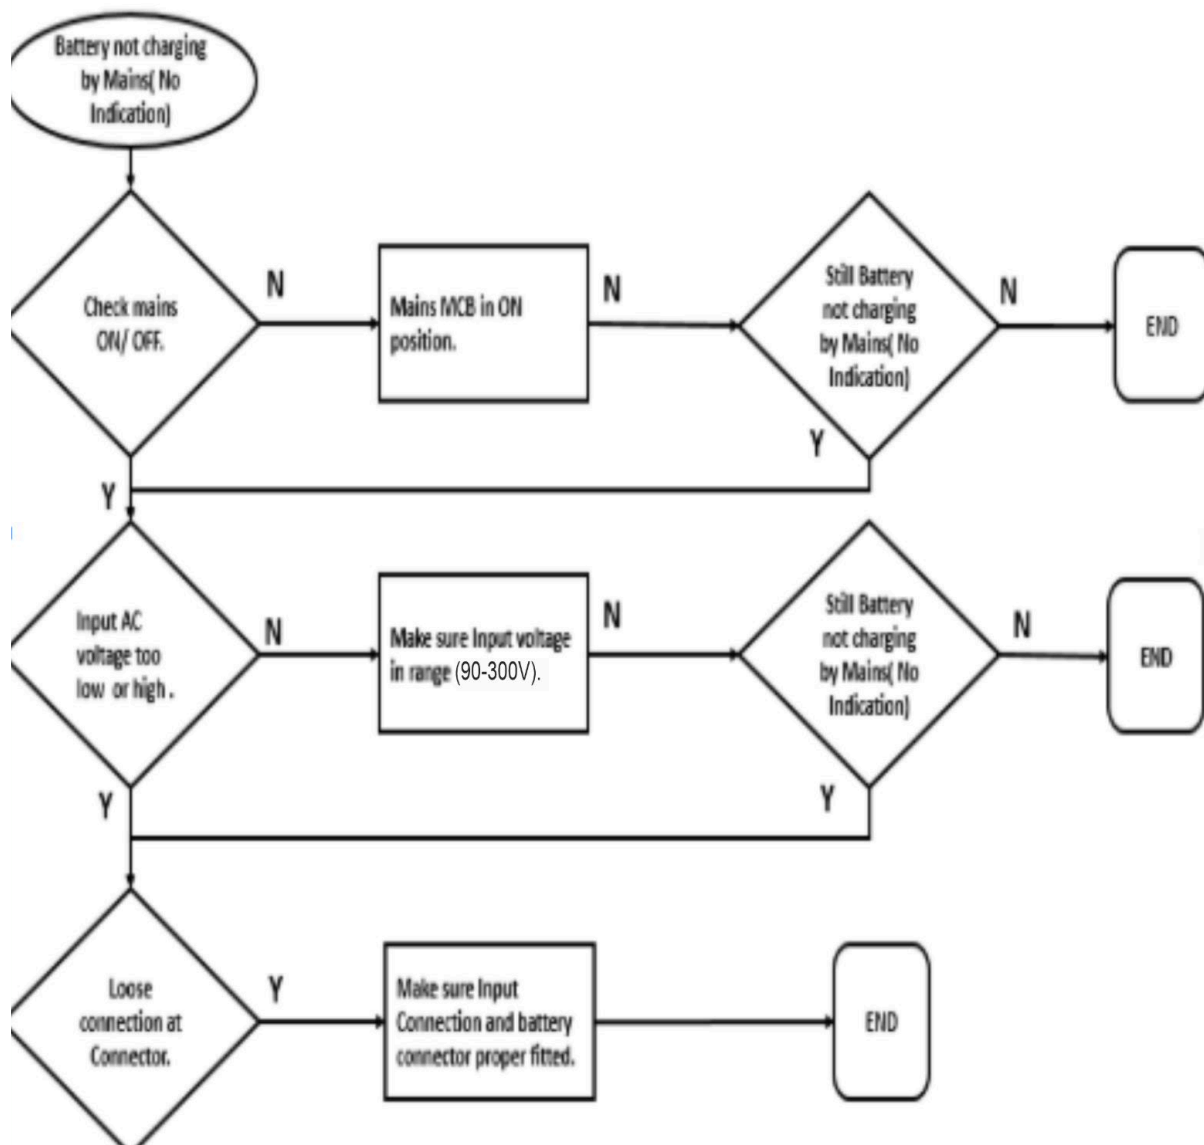 Battery not charging
by Mains( No
Indication)
Check mains
ON/ OFF.
N
Mains MCB in ON
position.
N
Still Battery
not charging
by Mains( No
Indication)
N
END
Y
Y
Input AC
voltage too
low or high .
N
Make sure Input voltage
in range (90-300V).
N
Still Battery
not charging
by Mains( No
Indication)
N
END
Y
Y
Loose
connection at
Connector.
Y
Make sure Input
Connection and battery
connector proper fitted.
END